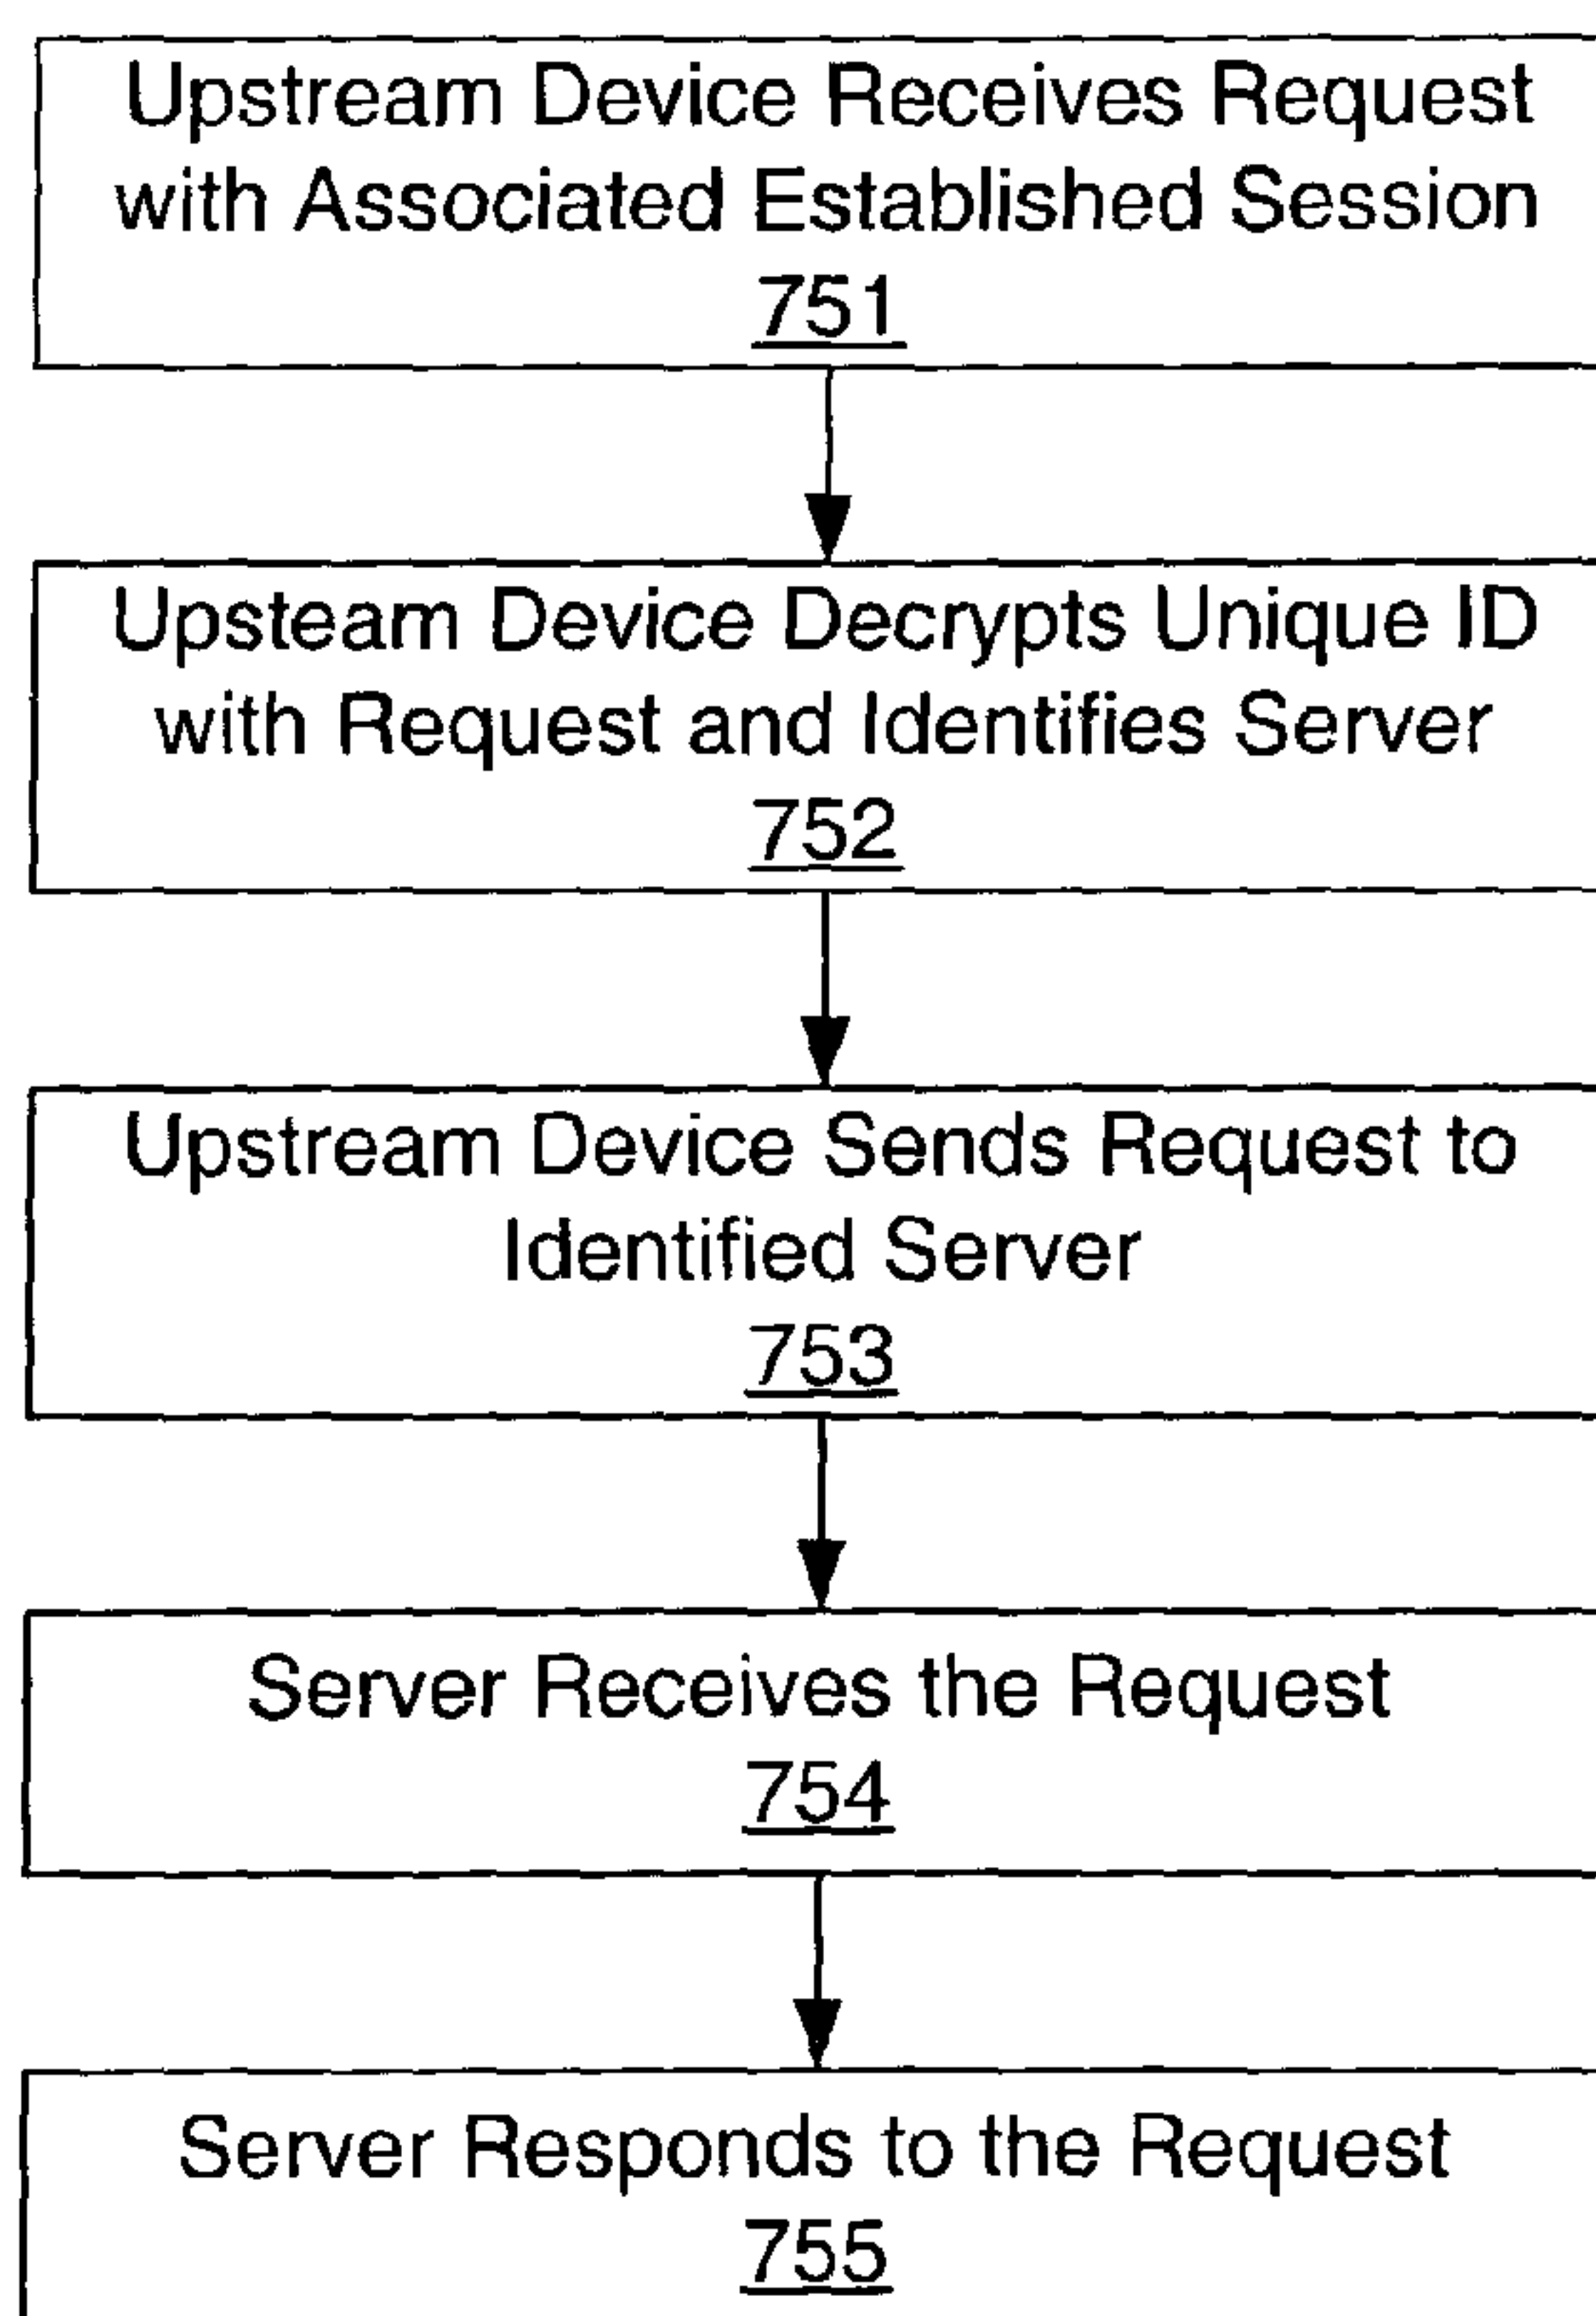 Upstream Device Receives Request
with Associated Established Session
751
Upsteam Device Decrypts Unique ID
with Request and Identifies Server
752
Upstream Device Sends Request to
Identified Server
753
Server Receives the Request
754
Server Responds to the Request
755